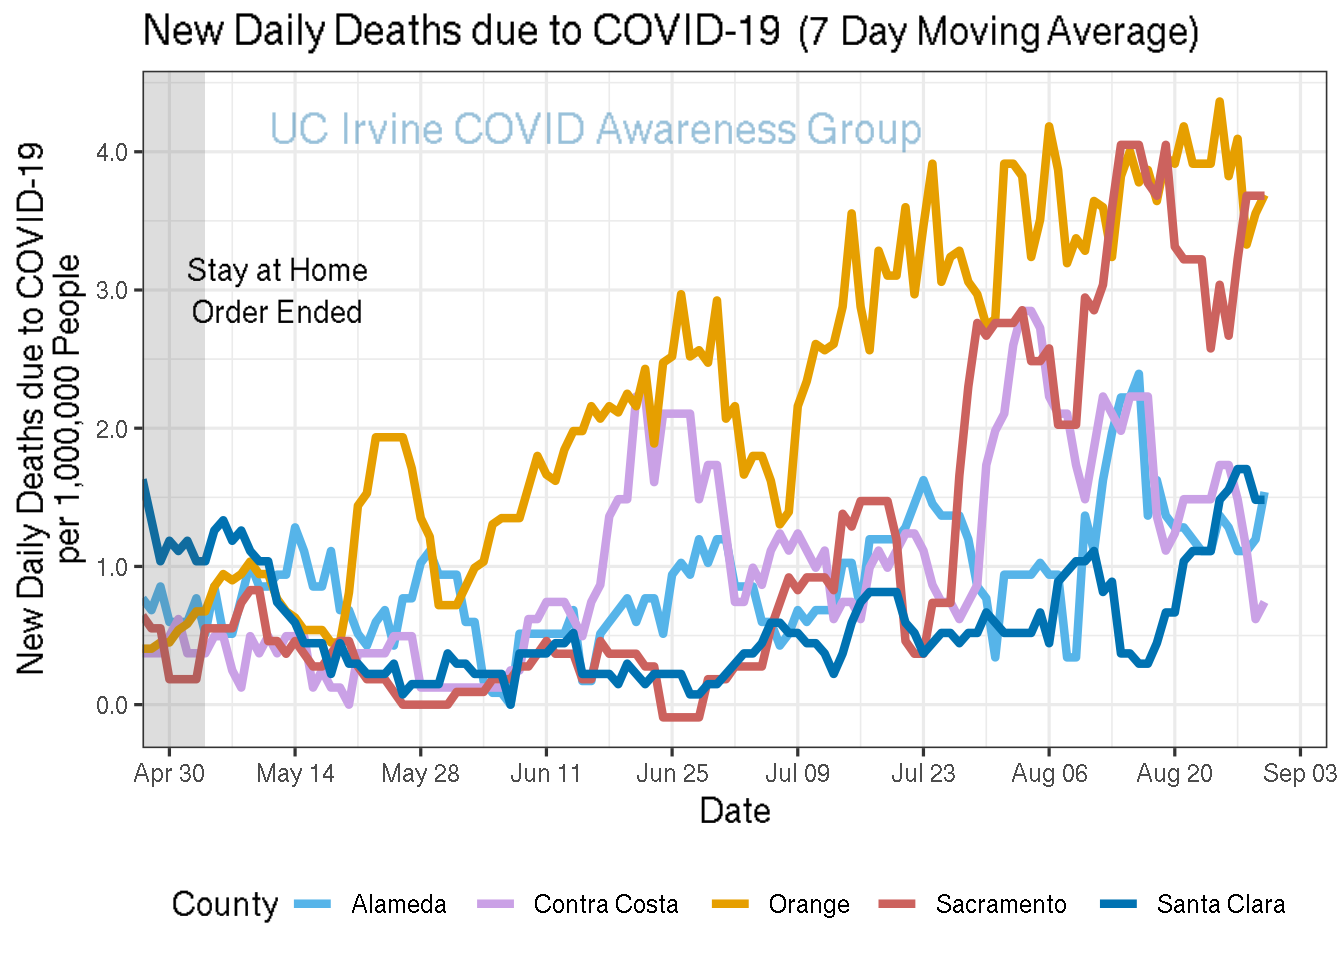 New Daily Deaths due to COVID-19 (7 Day Moving Average)
UC Irvine COVID Awareness Group
Stay at Home
Order Ended
New Daily Deaths due to COVID-19
per 1,000,000 People
4.0
3.0
2.0
1.0
0.0
Apr 30 May 14 May 28 Jun 11 Jun 25 Jul 09 Jul 23 Aug 06 Aug 20 Sep 03
Date
County Alameda Contra Costa Orange Sacramento Santa Clara